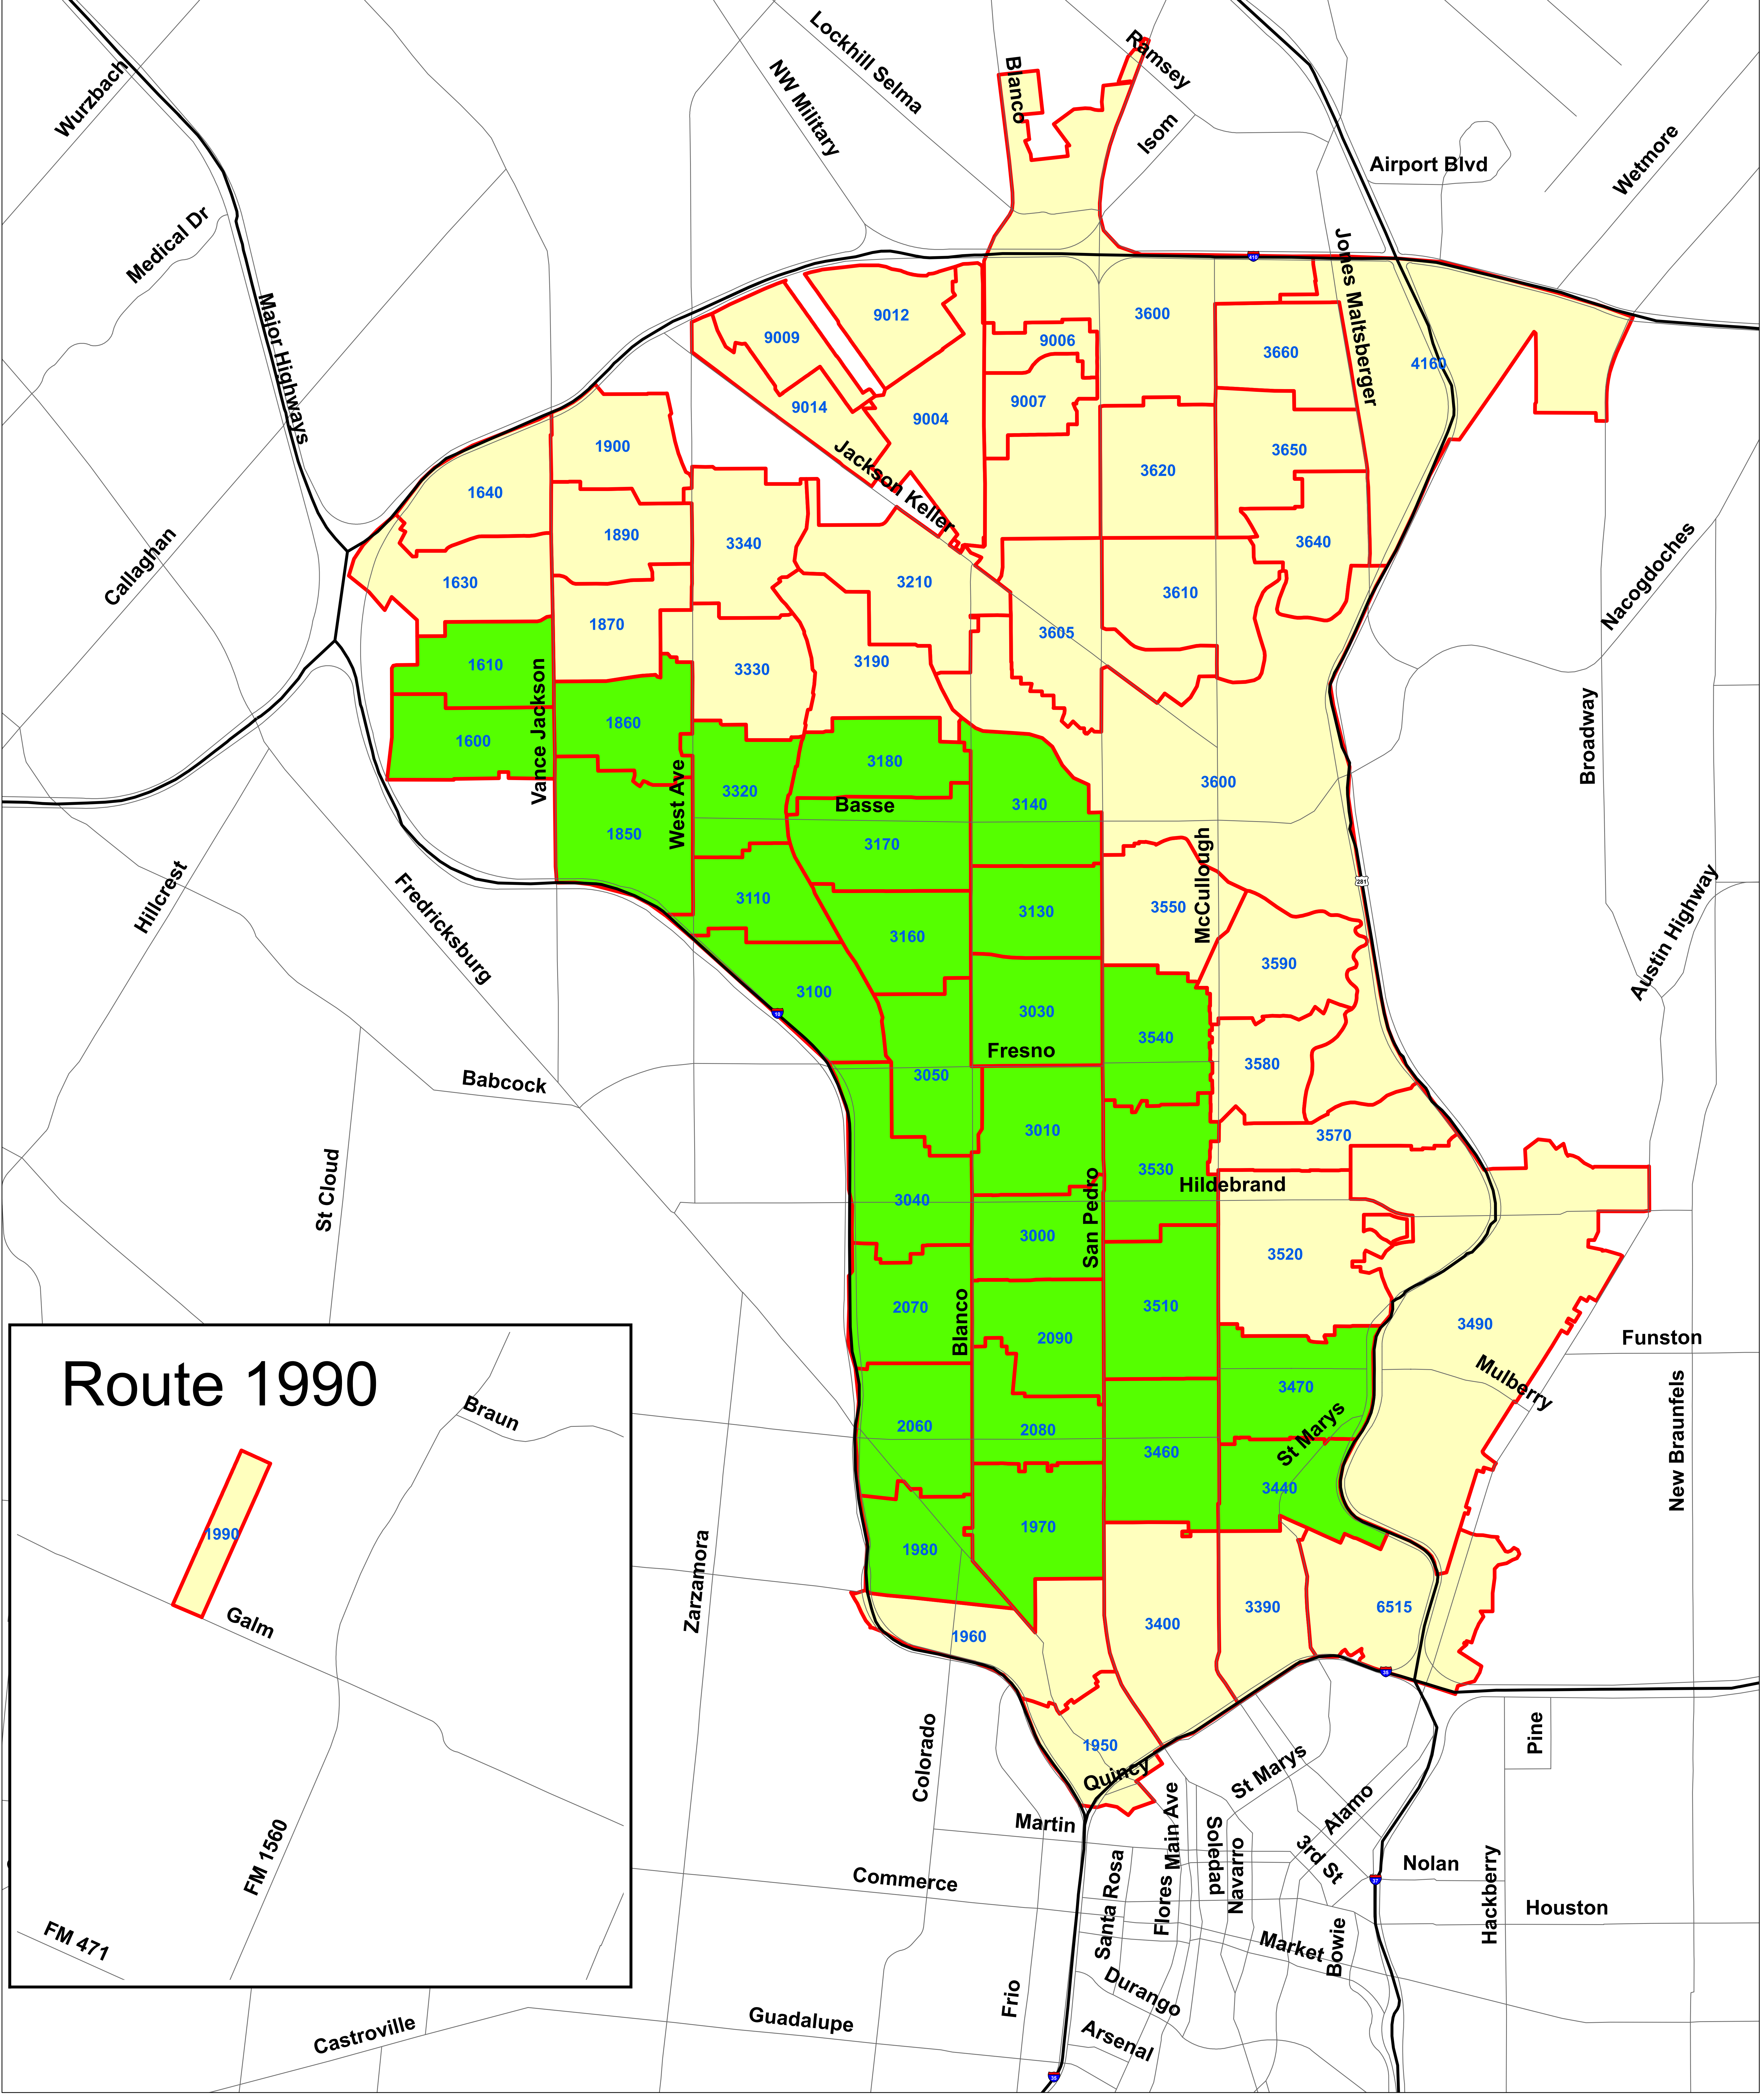 Lockhill Selma
Ramsey
Blanco
Wurzbach
NW Military
Isom
Airport Blvd
Wetmore
Medical Dr
Jones Maltsberger
410
Major Highways
9012
3600
9009
9006
3660
4160
9014
9007
9004
Jackson Keller
1900
3650
3620
1640
1890
3340
3640
Callaghan
1630
3210
3610
Nacogdoches
1870
3605
1610
3330
3190
Vance Jackson
1860
Broadway
1600
3180
3600
West Ave
3320
Basse
3140
1850
3170
McCullough
281
Hillcrest
3110
3550
3130
Austin Highway
Fredricksburg
3160
3590
3100
10
3030
3540
Fresno
3580
3050
Babcock
3010
3570
St Cloud
3530
Hildebrand
3040
San Pedro
3000
3520
2070
Blanco
3510
3490
2090
Funston
Route 1990
Mulberry
3470
Braun
2060
2080
St Marys
New Braunfels
3460
3440
1990
1970
1980
Zarzamora
Galm
1960
3400
3390
6515
35
1950
Colorado
Quincy
St Marys
Pine
Martin
Main Ave
Alamo
FM 1560
Soledad
Navarro
3rd St
Nolan
37
Commerce
Santa Rosa
Flores
Hackberry
Houston
FM 471
Market
Bowie
Durango
Frio
Guadalupe
Arsenal
Castroville
35